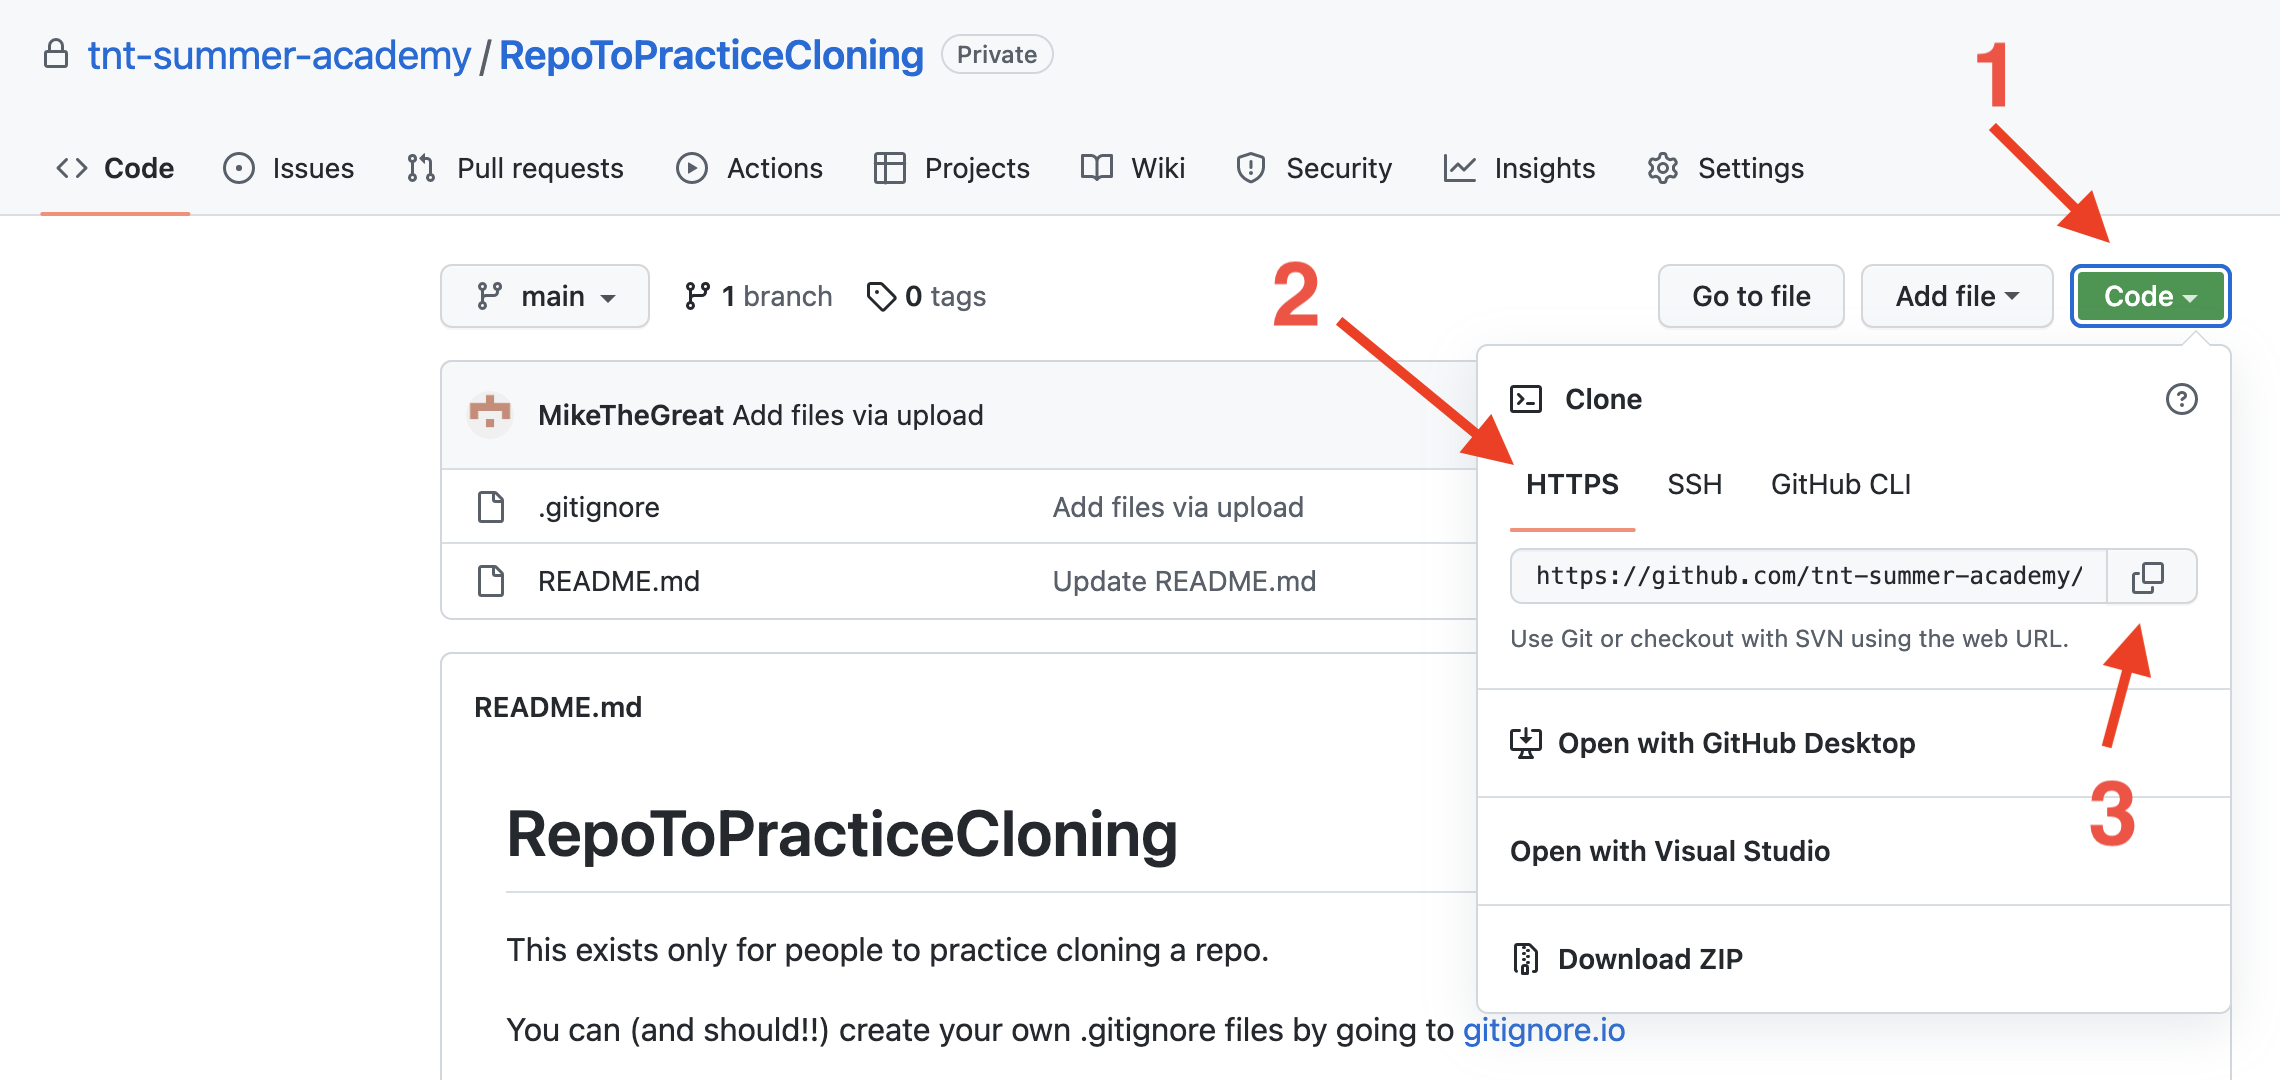 tnt-summer-academy / RepoToPracticeCloning Private
1
Code Issues Pull requests Actions Projects Wiki Security Insights Settings
2
main 1 branch 0 tags Go to file Add file Code
MikeTheGreat Add files via upload
.gitignore Add files via upload
README.md Update README.md
Clone
HTTPS SSH GitHub CLI
https://github.com/tnt-summer-academy/
Use Git or checkout with SVN using the web URL.
Open with GitHub Desktop
3
Open with Visual Studio
Download ZIP
README.md
RepoToPracticeCloning
This exists only for people to practice cloning a repo.
You can (and should!!) create your own .gitignore files by going to gitignore.io